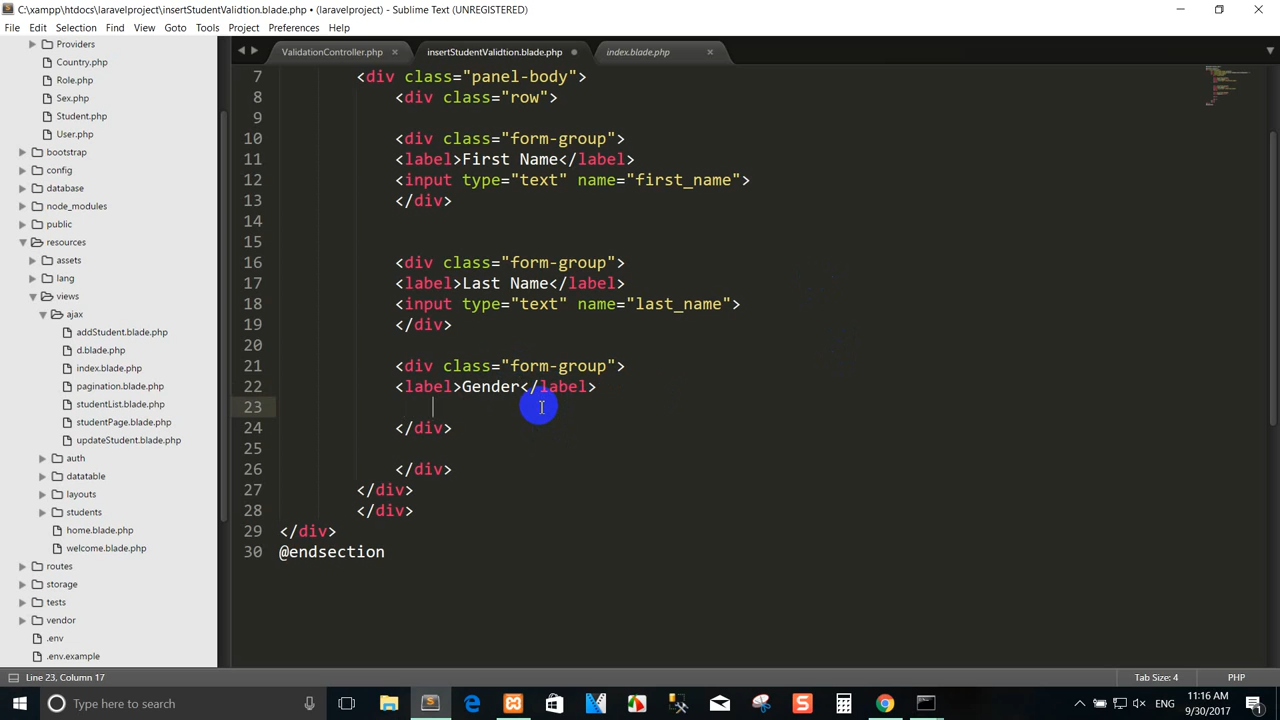 C:\xampp\htdocs\laravelproject\insertStudentValidtion.blade.php • (laravelproject) - Sublime Text (UNREGISTERED)
File Edit Selection Find View Goto Tools Project Preferences Help
ValidationController.php
insertStudentValidtion.blade.php
index.blade.php
Providers
Country.php
Role.php
Sex.php
Student.php
User.php
bootstrap
config
database
node_modules
public
resources
assets
lang
views
ajax
addStudent.blade.php
d.blade.php
index.blade.php
pagination.blade.php
studentList.blade.php
studentPage.blade.php
updateStudent.blade.php
auth
datatable
layouts
students
home.blade.php
welcome.blade.php
routes
storage
tests
vendor
.env
.env.example
7 <div class="panel-body">
8 <div class="row">
9
10 <div class="form-group">
11 <label>First Name</label>
12 <input type="text" name="first_name">
13 </div>
14
15
16 <div class="form-group">
17 <label>Last Name</label>
18 <input type="text" name="last_name">
19 </div>
20
21 <div class="form-group">
22 <label>Gender</label>
23
24 </div>
25
26 </div>
27 </div>
28 </div>
29 </div>
30 @endsection
Line 23, Column 17
Tab Size: 4
PHP
Type here to search
ENG
11:16 AM
9/30/2017